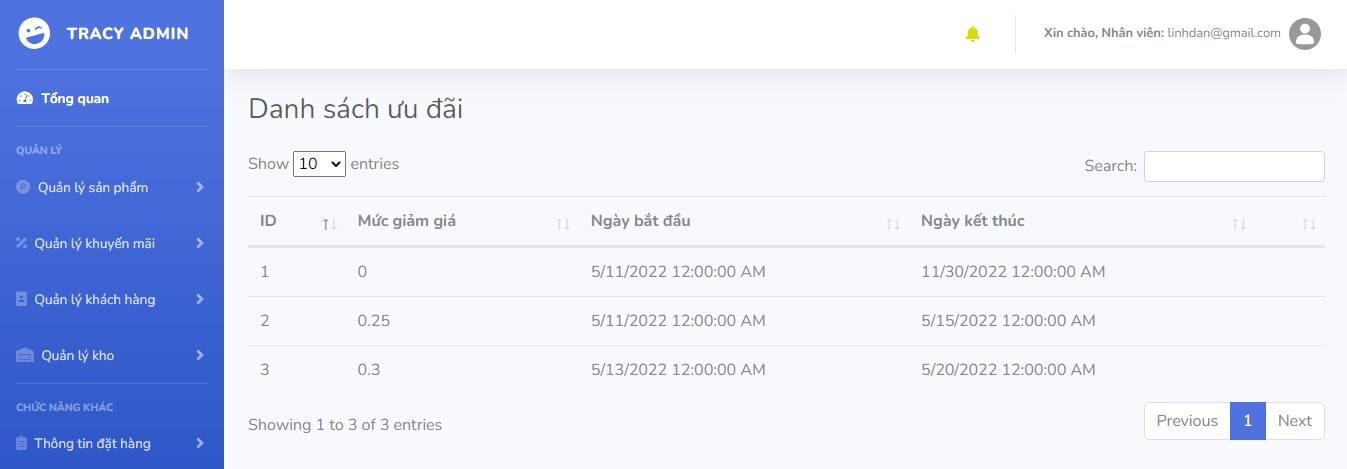 TRACY ADMIN
Xin chào, Nhân viên: linhdan@gmail.com
Tổng quan
QUẢN LÝ
Quản lý sản phẩm
Quản lý khuyến mãi
Quản lý khách hàng
Quản lý kho
CHỨC NĂNG KHÁC
Thông tin đặt hàng
Danh sách ưu đãi
Show 10 entries
Search:
ID Mức giảm giá Ngày bắt đầu Ngày kết thúc
1 0 5/11/2022 12:00:00 AM 11/30/2022 12:00:00 AM
2 0.25 5/11/2022 12:00:00 AM 5/15/2022 12:00:00 AM
3 0.3 5/13/2022 12:00:00 AM 5/20/2022 12:00:00 AM
Showing 1 to 3 of 3 entries
Previous 1 Next